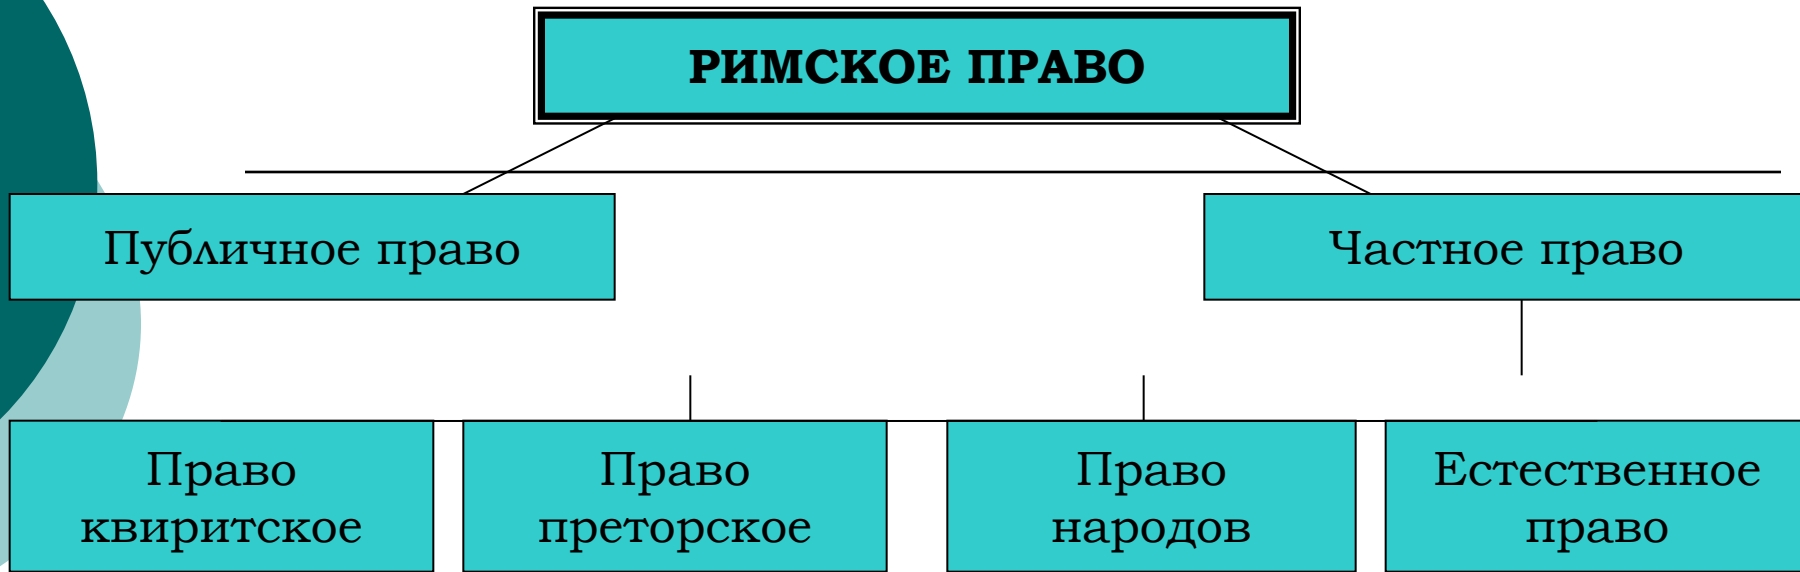 РИМСКОЕ ПРАВО
Публичное право
Частное право
Право
квиритское
Право
преторское
Право
народов
Естественное
право